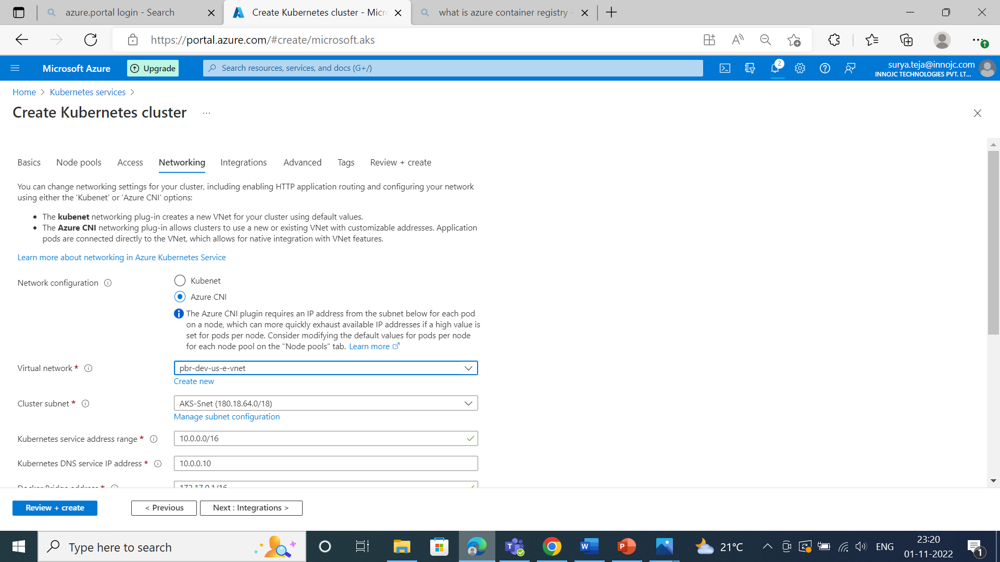 azure.portal login - Search
Create Kubernetes cluster - Micr
what is azure container registry -
https://portal.azure.com/#create/microsoft.aks
Microsoft Azure
Upgrade
Search resources, services, and docs (G+/)
2
surya.teja@innojc.com
INNOJC TECHNOLOGIES PVT. LT...
Home > Kubernetes services >
Create Kubernetes cluster ...
Basics Node pools Access Networking Integrations Advanced Tags Review + create
You can change networking settings for your cluster, including enabling HTTP application routing and configuring your network
using either the 'Kubenet' or 'Azure CNI' options:
• The kubenet networking plug-in creates a new VNet for your cluster using default values.
• The Azure CNI networking plug-in allows clusters to use a new or existing VNet with customizable addresses. Application
pods are connected directly to the VNet, which allows for native integration with VNet features.
Learn more about networking in Azure Kubernetes Service
Network configuration
Kubenet
Azure CNI
The Azure CNI plugin requires an IP address from the subnet below for each pod
on a node, which can more quickly exhaust available IP addresses if a high value is
set for pods per node. Consider modifying the default values for pods per node
for each node pool on the "Node pools" tab. Learn more
Virtual network *
pbr-dev-us-e-vnet
Create new
Cluster subnet *
AKS-Snet (180.18.64.0/18)
Manage subnet configuration
Kubernetes service address range *
10.0.0.0/16
Kubernetes DNS service IP address *
10.0.0.10
Docker Bridge address *
172.17.0.1/16
Review + create
< Previous
Next : Integrations >
Type here to search
21°C
ENG
23:20
01-11-2022
1